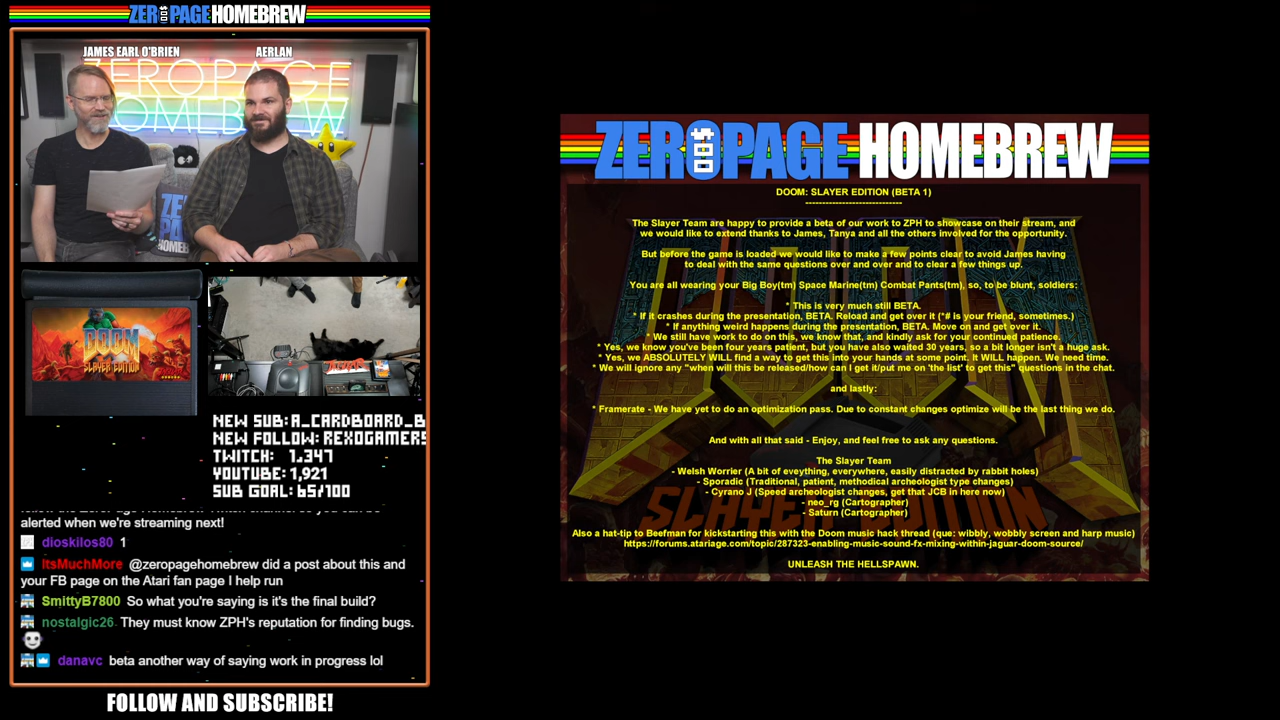 ZEROPAGE HOMEBREW
JAMES EARL O'BRIEN
AERLAN
ZEROPAGE
HOMEBREW
DOOM
SLAYER EDITION
NEW SUB: A_CARDBOARD_B
NEW FOLLOW: REXOGAMERS
TWITCH: 1,347
YOUTUBE: 1,921
SUB GOAL: 65/100
alerted when we're streaming next!
dioskilos80 1
ItsMuchMore @zeropagehomebrew did a post about this and
your FB page on the Atari fan page I help run
SmittyB7800 So what you're saying is it's the final build?
nostalgic26 They must know ZPH's reputation for finding bugs.
danavc beta another way of saying work in progress lol
FOLLOW AND SUBSCRIBE!
ZERO $00 PAGE HOMEBREW
DOOM: SLAYER EDITION (BETA 1)
-----------------------------
The Slayer Team are happy to provide a beta of our work to ZPH to showcase on their stream, and
we would like to extend thanks to James, Tanya and all the others involved for the opportunity.
But before the game is loaded we would like to make a few points clear to avoid James having
to deal with the same questions over and over and to clear a few things up.
You are all wearing your Big Boy(tm) Space Marine(tm) Combat Pants(tm), so, to be blunt, soldiers:
* This is very much still BETA.
* If it crashes during the presentation, BETA. Reload and get over it (*# is your friend, sometimes.)
* If anything weird happens during the presentation, BETA. Move on and get over it.
* We still have work to do on this, we know that, and kindly ask for your continued patience.
* Yes, we know you've been four years patient, but you have also waited 30 years, so a bit longer isn't a huge ask.
* Yes, we ABSOLUTELY WILL find a way to get this into your hands at some point. It WILL happen. We need time.
* We will ignore any "when will this be released/how can I get it/put me on 'the list' to get this" questions in the chat.
and lastly:
* Framerate - We have yet to do an optimization pass. Due to constant changes optimize will be the last thing we do.
And with all that said - Enjoy, and feel free to ask any questions.
The Slayer Team
- Welsh Worrier (A bit of eveything, everywhere, easily distracted by rabbit holes)
- Sporadic (Traditional, patient, methodical archeologist type changes)
- Cyrano J (Speed archeologist changes, get that JCB in here now)
- neo_rg (Cartographer)
- Saturn (Cartographer)
Also a hat-tip to Beefman for kickstarting this with the Doom music hack thread (que: wibbly, wobbly screen and harp music)
https://forums.atariage.com/topic/287323-enabling-music-sound-fx-mixing-within-jaguar-doom-source/
UNLEASH THE HELLSPAWN.